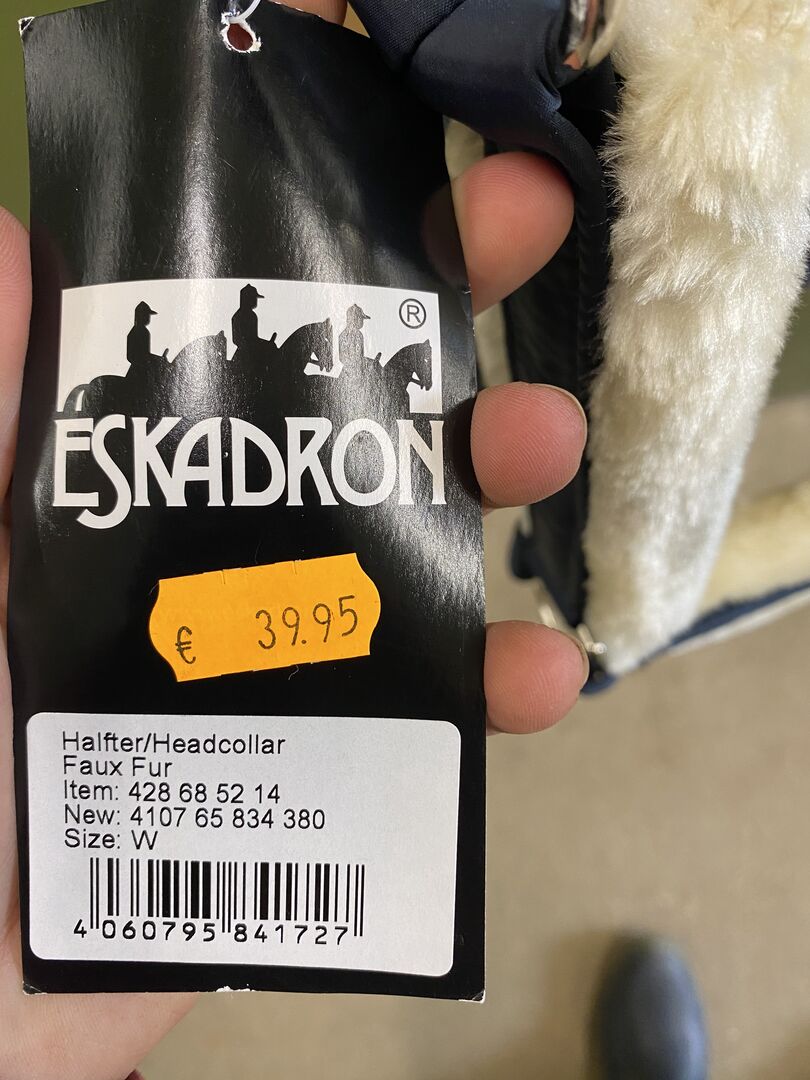 ®
ESKADRON
€ 39.95
Halfter/Headcollar
Faux Fur
Item: 428 68 52 14
New: 4107 65 834 380
Size: W
4 060795 841727